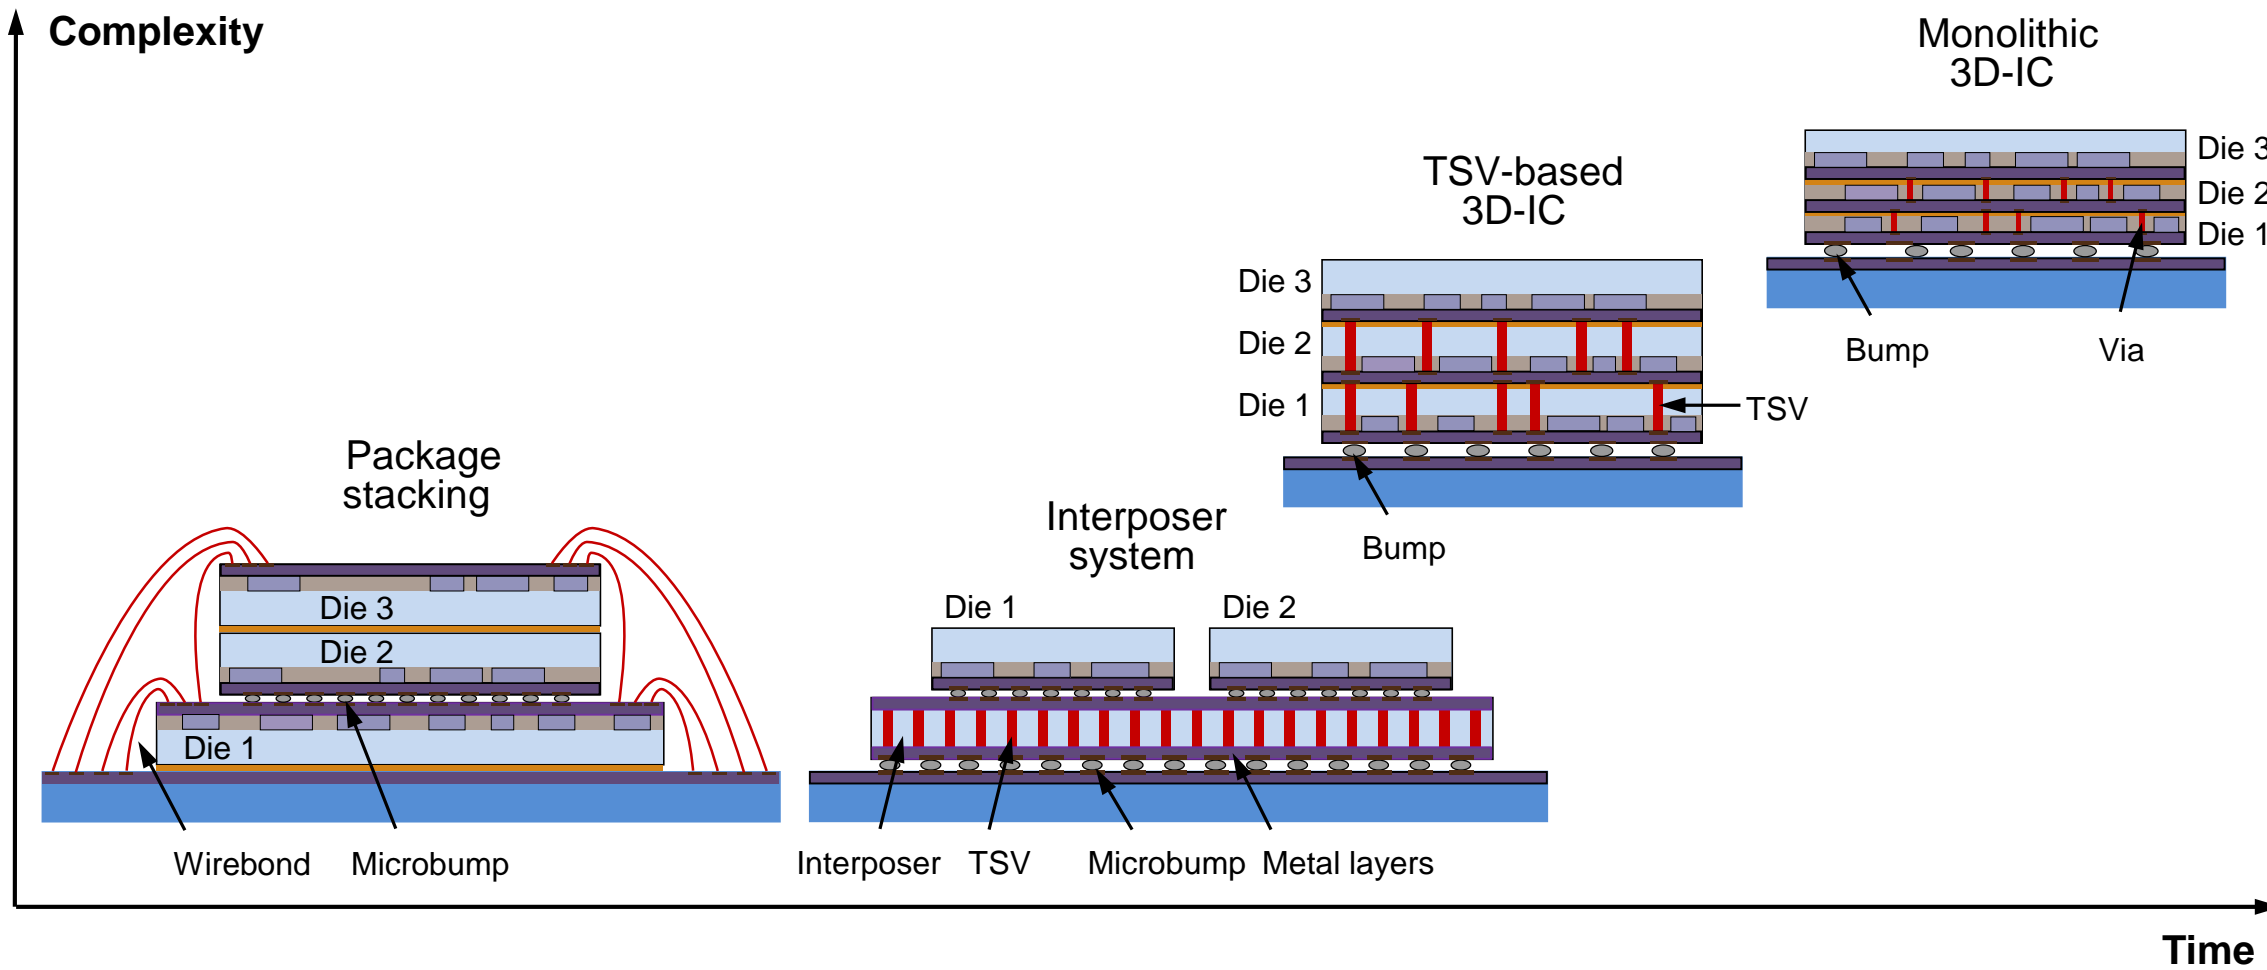 Complexity
Monolithic
3D-IC
Die 3
Die 2
Die 1
Bump
Via
TSV-based
3D-IC
Die 3
Die 2
Die 1
TSV
Bump
Package
stacking
Die 3
Die 2
Die 1
Wirebond
Microbump
Interposer
system
Die 1
Die 2
Interposer
TSV
Microbump
Metal layers
Time